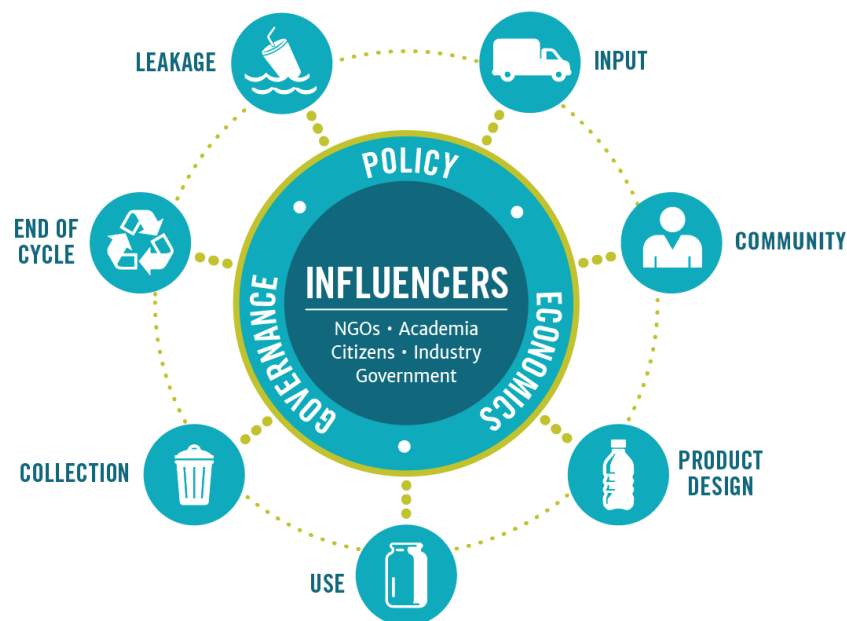 LEAKAGE
INPUT
POLICY
END OF
CYCLE
COMMUNITY
INFLUENCERS
NGOs • Academia
Citizens • Industry
Government
GOVERNANCE
ECONOMICS
COLLECTION
PRODUCT
DESIGN
USE